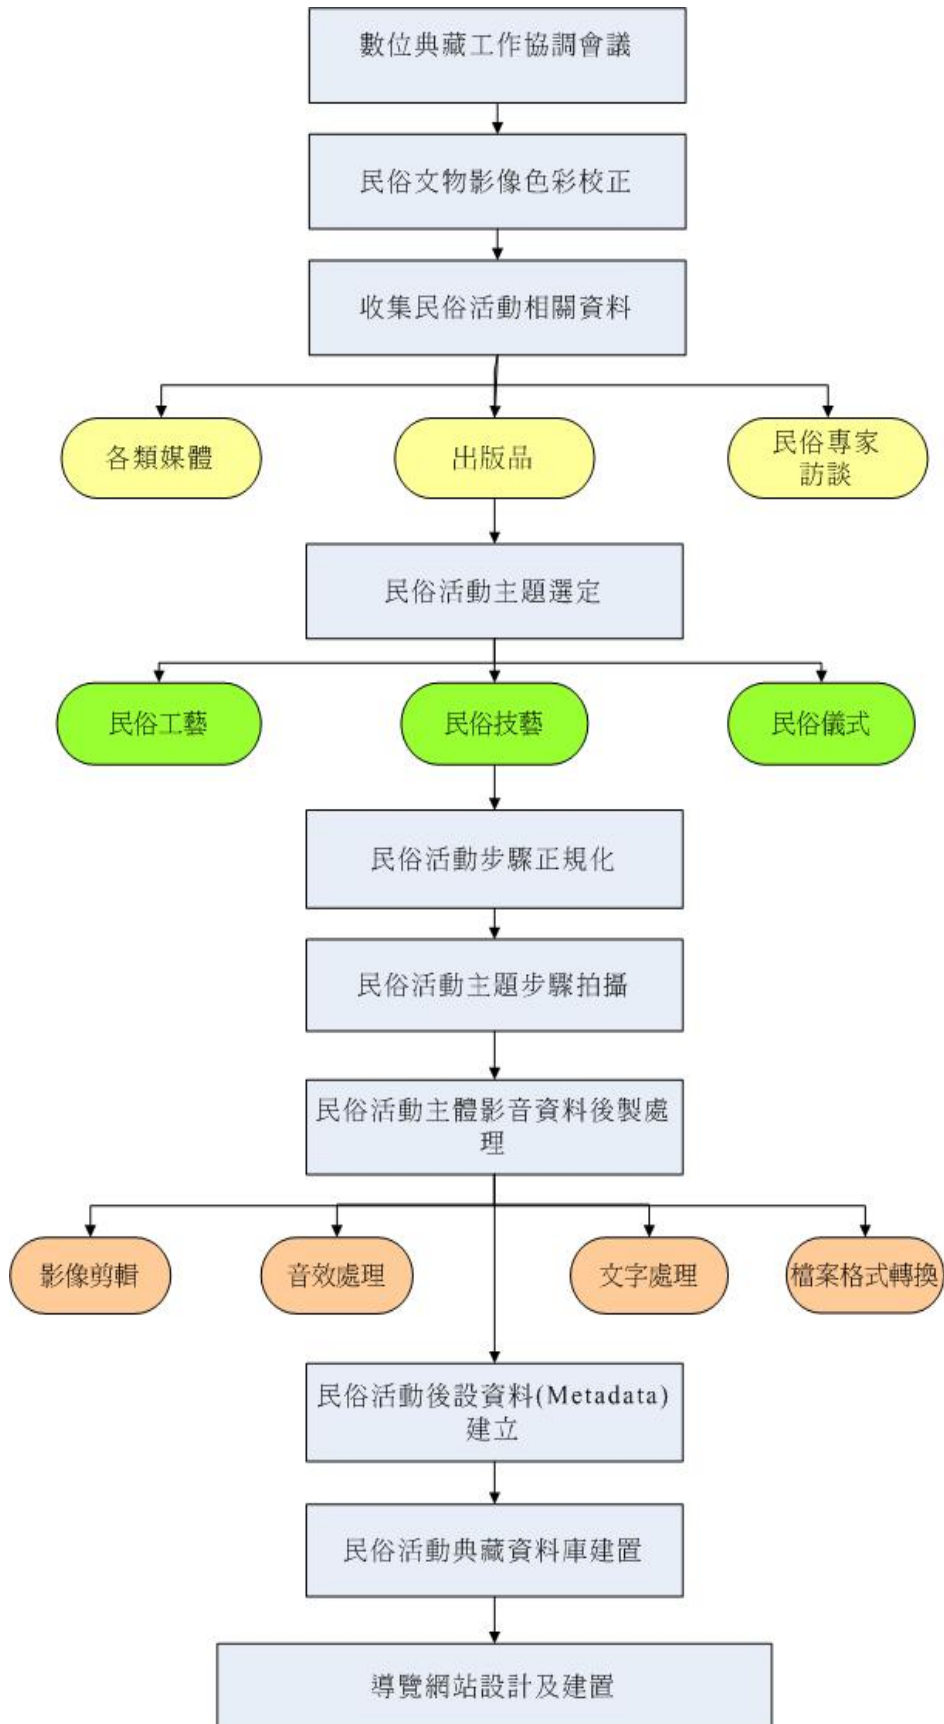 數位典藏工作協調會議
民俗文物影像色彩校正
收集民俗活動相關資料
各類媒體
出版品
民俗專家
訪談
民俗活動主題選定
民俗工藝
民俗技藝
民俗儀式
民俗活動步驟正規化
民俗活動主題步驟拍攝
民俗活動主體影音資料後製處
理
影像剪輯
音效處理
文字處理
檔案格式轉換
民俗活動後設資料(Metadata)
建立
民俗活動典藏資料庫建置
導覽網站設計及建置